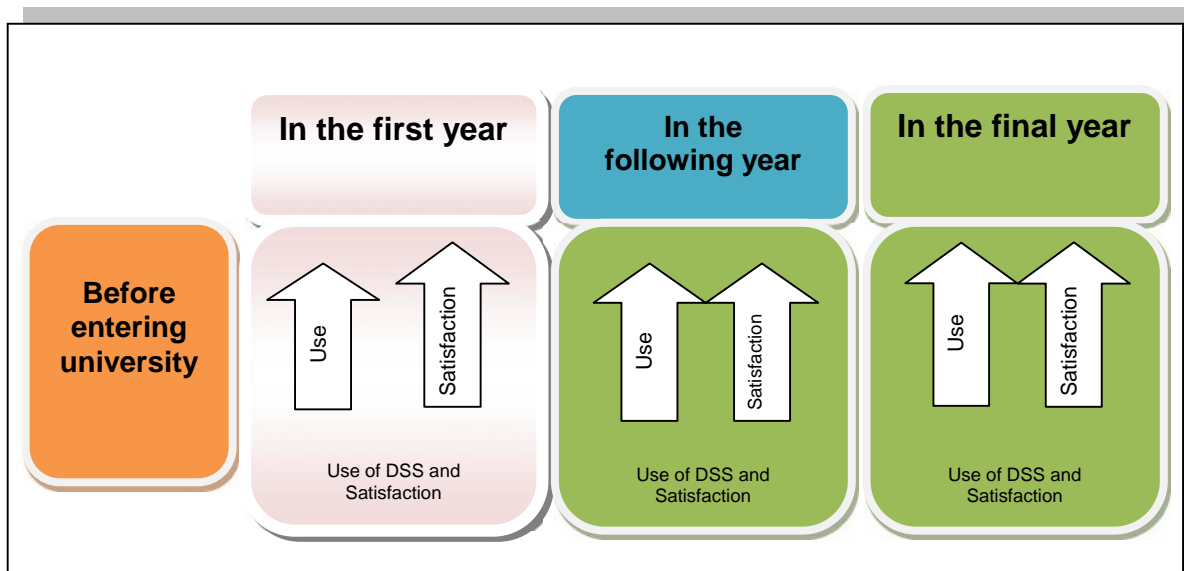 In the first year
In the
following year
In the final year
Before
entering
university
Use
Satisfaction
Use of DSS and
Satisfaction
Use
Satisfaction
Use of DSS and
Satisfaction
Use
Satisfaction
Use of DSS and
Satisfaction